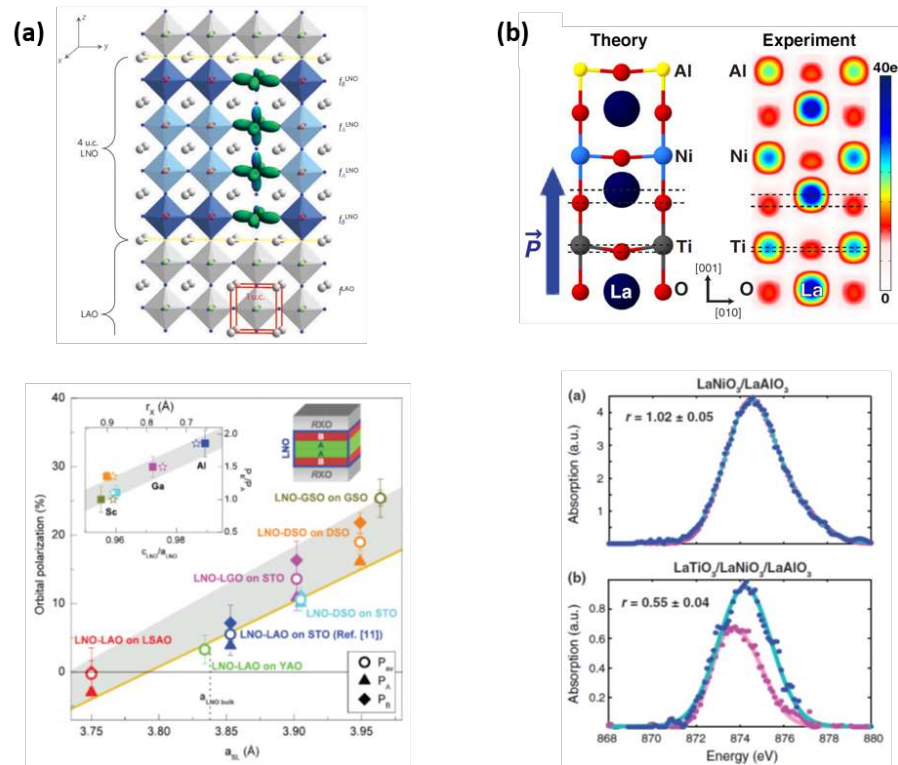 (a)
z
y
x
4 u.c.
LNO
LAO
f_B^LNO
f_A^LNO
f_A^LNO
f_B^LNO
f^LAO
1 u.c.
(b)
Theory
Experiment
Al
Al
40e
Ni
Ni
P
Ti
Ti
[001]
La
O
[010]
La
0
r_X (Å)
0.9 0.8 0.7
2.0
1.5
1.0
0.5
P_B/P_A
Al
Ga
Sc
0.96 0.98
c_LNO/a_LNO
LNO
RXO
B
A
A
B
RXO
Orbital polarization (%)
40
30
20
10
0
-10
LNO-GSO on GSO
LNO-DSO on DSO
LNO-LGO on STO
LNO-DSO on STO
LNO-LAO on STO (Ref. [11])
LNO-LAO on LSAO
LNO-LAO on YAO
a_LNO bulk
P_av
P_A
P_B
3.75 3.80 3.85 3.90 3.95
a_SL (Å)
(a)
LaNiO₃/LaAlO₃
r = 1.02 ± 0.05
Absorption (a.u.)
4
3
2
1
(b)
LaTiO₃/LaNiO₃/LaAlO₃
r = 0.55 ± 0.04
Absorption (a.u.)
0.8
0.6
0.4
0.2
868 870 872 874 876 878 880
Energy (eV)